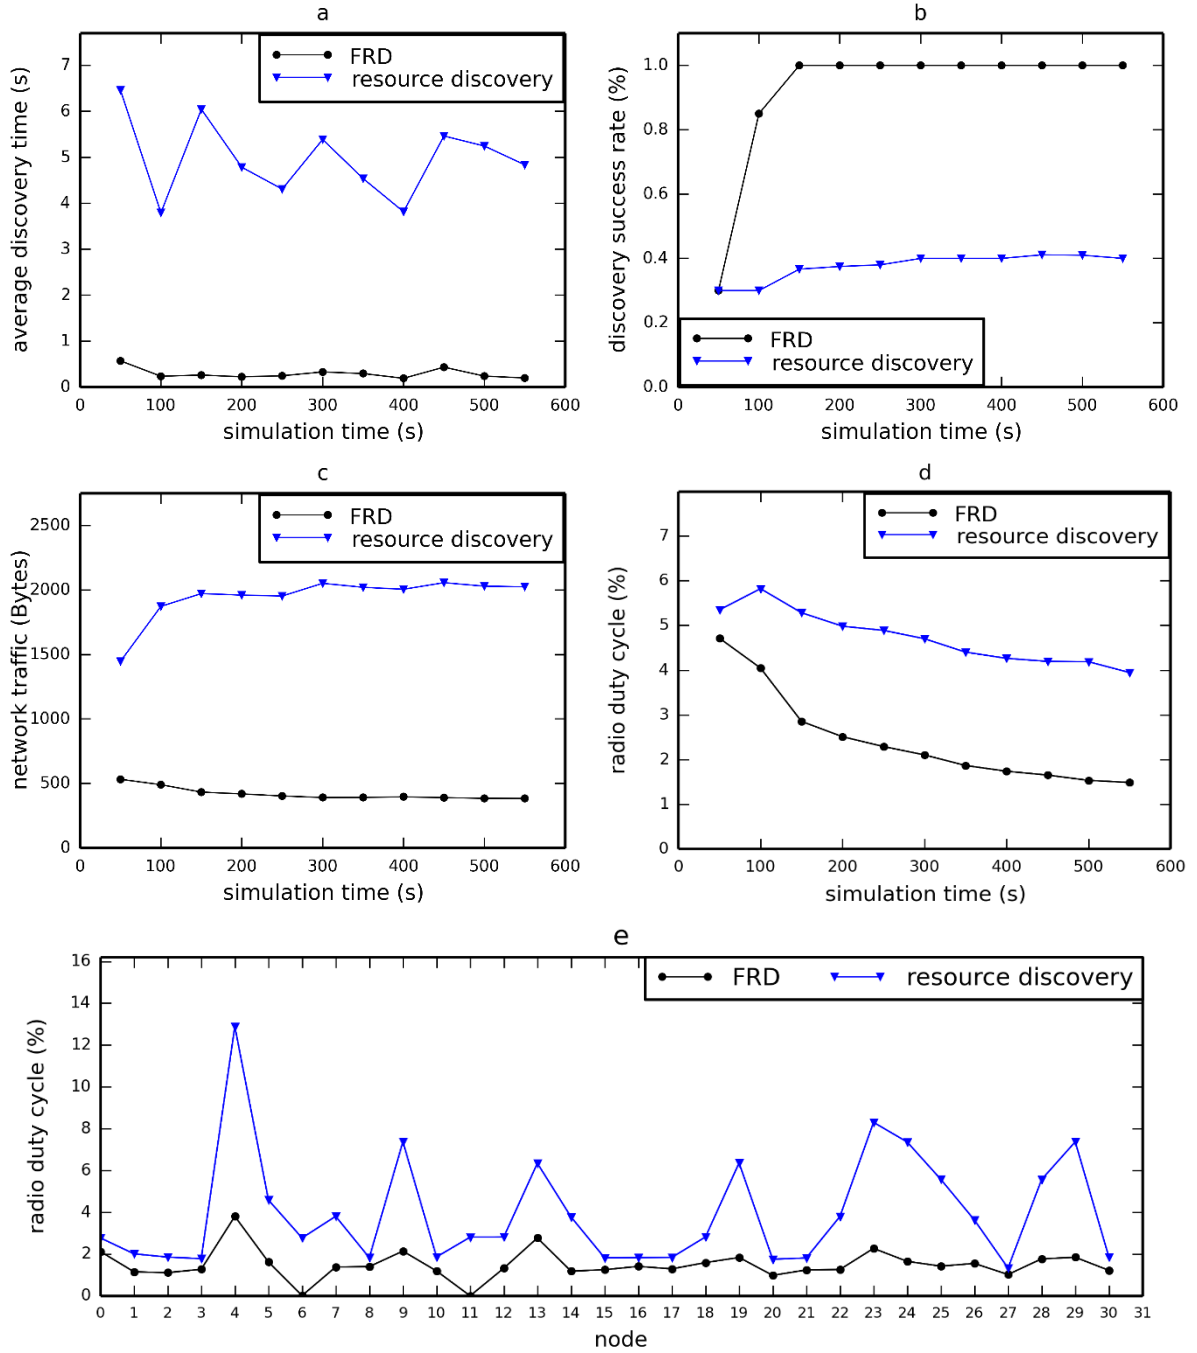 a
average discovery time (s)
7
6
5
4
3
2
1
0
FRD
resource discovery
0 100 200 300 400 500 600
simulation time (s)
b
discovery success rate (%)
1.0
0.8
0.6
0.4
0.2
0.0
FRD
resource discovery
0 100 200 300 400 500 600
simulation time (s)
c
network traffic (Bytes)
2500
2000
1500
1000
500
0
FRD
resource discovery
0 100 200 300 400 500 600
simulation time (s)
d
radio duty cycle (%)
7
6
5
4
3
2
1
0
FRD
resource discovery
0 100 200 300 400 500 600
simulation time (s)
e
radio duty cycle (%)
16
14
12
10
8
6
4
2
0
FRD resource discovery
0 1 2 3 4 5 6 7 8 9 10 11 12 13 14 15 16 17 18 19 20 21 22 23 24 25 26 27 28 29 30 31
node